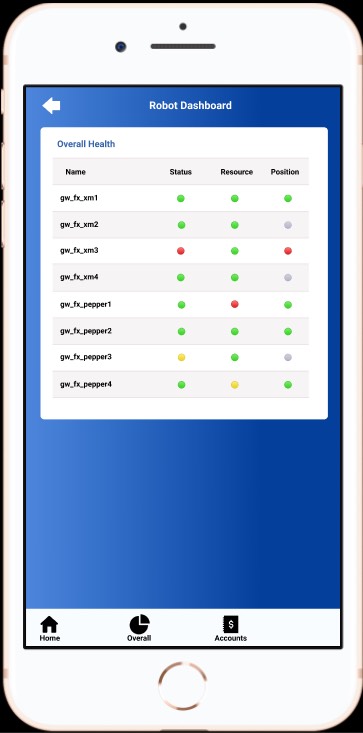 Robot Dashboard
Overall Health
Name Status Resource Position
gw_fx_xm1
gw_fx_xm2
gw_fx_xm3
gw_fx_xm4
gw_fx_pepper1
gw_fx_pepper2
gw_fx_pepper3
gw_fx_pepper4
$
Home Overall Accounts